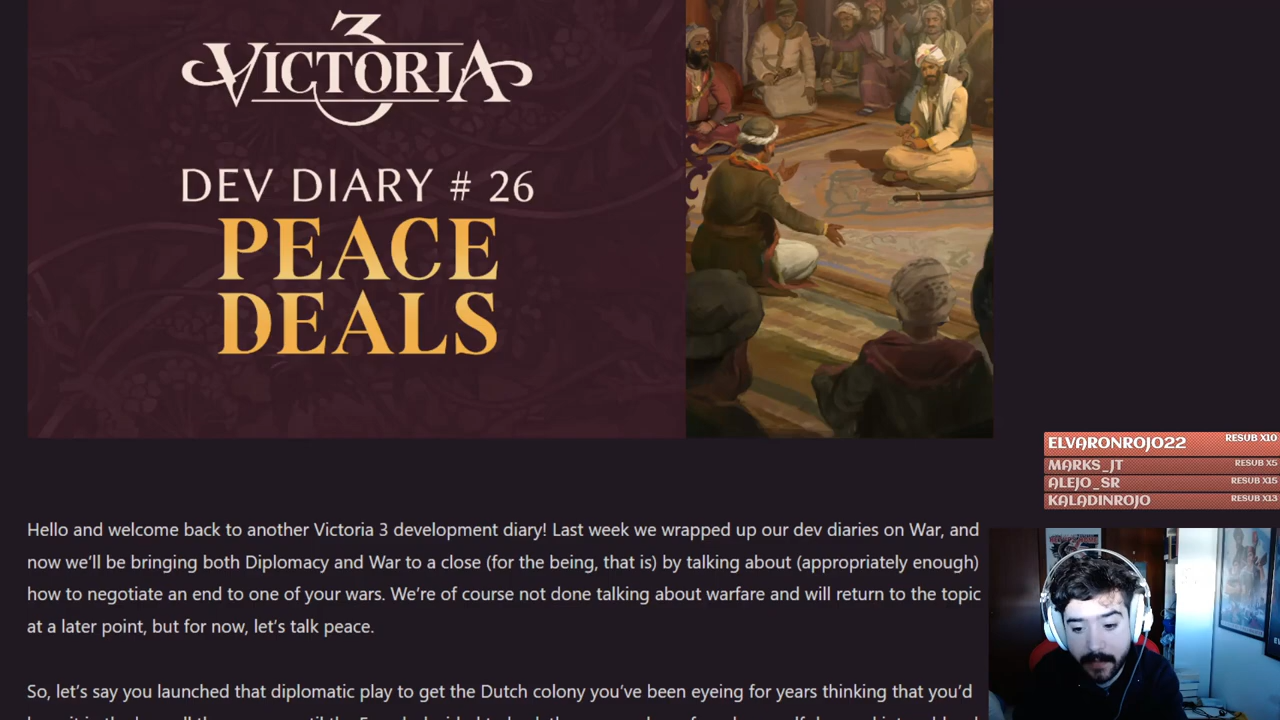 3
VICTORIA
DEV DIARY # 26
PEACE
DEALS
ELVARONROJO22 RESUB X10
MARKS_JT RESUB X5
ALEJO_SR RESUB X15
KALADINROJO RESUB X13
Hello and welcome back to another Victoria 3 development diary! Last week we wrapped up our dev diaries on War, and
now we’ll be bringing both Diplomacy and War to a close (for the being, that is) by talking about (appropriately enough)
how to negotiate an end to one of your wars. We’re of course not done talking about warfare and will return to the topic
at a later point, but for now, let’s talk peace.
So, let’s say you launched that diplomatic play to get the Dutch colony you’ve been eyeing for years thinking that you’d